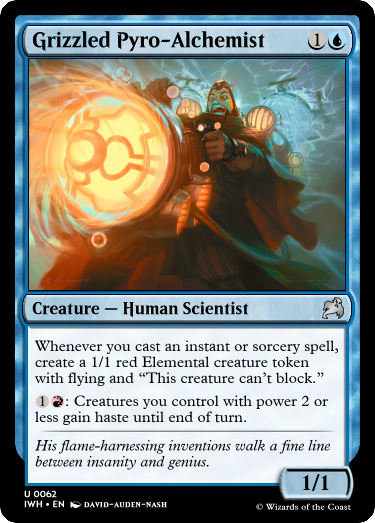 Grizzled Pyro-Alchemist 1
Creature — Human Scientist
Whenever you cast an instant or sorcery spell,
create a 1/1 red Elemental creature token
with flying and “This creature can’t block.”
1: Creatures you control with power 2 or
less gain haste until end of turn.
His flame-harnessing inventions walk a fine line
between insanity and genius.
1/1
U 0062
IWH • EN DAVID-AUDEN-NASH
© Wizards of the Coast